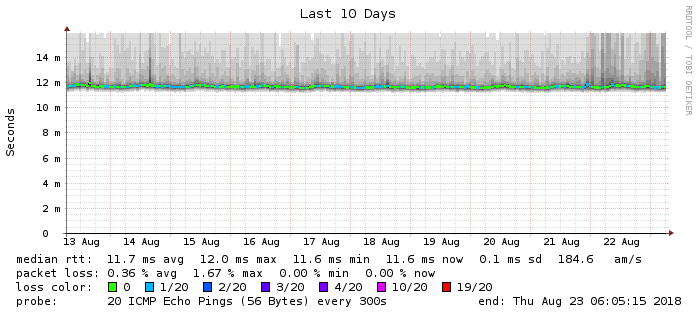 Last 10 Days
RRDTOOL / TOBI OETIKER
Seconds
14 m
12 m
10 m
8 m
6 m
4 m
2 m
0
13 Aug 14 Aug 15 Aug 16 Aug 17 Aug 18 Aug 19 Aug 20 Aug 21 Aug 22 Aug
median rtt: 11.7 ms avg 12.0 ms max 11.6 ms min 11.6 ms now 0.1 ms sd 184.6 am/s
packet loss: 0.36 % avg 1.67 % max 0.00 % min 0.00 % now
loss color: 0 1/20 2/20 3/20 4/20 10/20 19/20
probe: 20 ICMP Echo Pings (56 Bytes) every 300s end: Thu Aug 23 06:05:15 2018